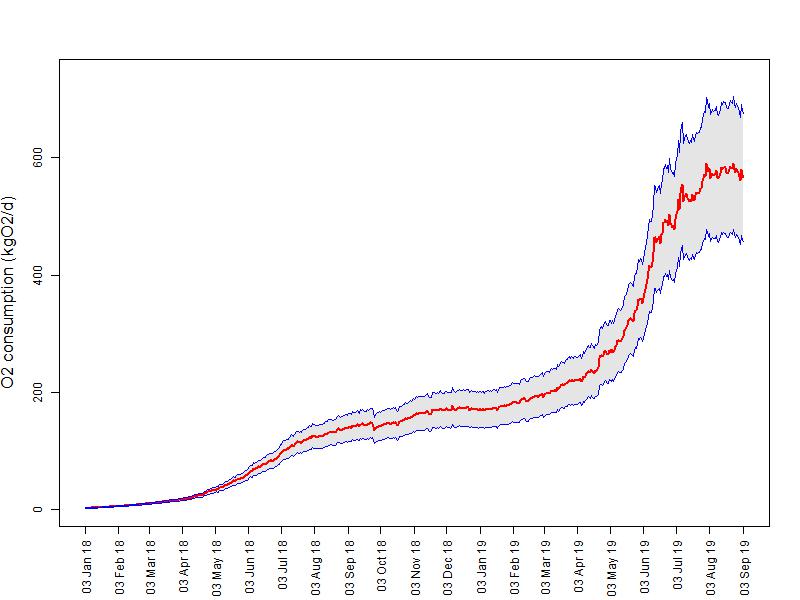 O2 consumption (kgO2/d)
600
400
200
0
03 Jan 18
03 Feb 18
03 Mar 18
03 Apr 18
03 May 18
03 Jun 18
03 Jul 18
03 Aug 18
03 Sep 18
03 Oct 18
03 Nov 18
03 Dec 18
03 Jan 19
03 Feb 19
03 Mar 19
03 Apr 19
03 May 19
03 Jun 19
03 Jul 19
03 Aug 19
03 Sep 19